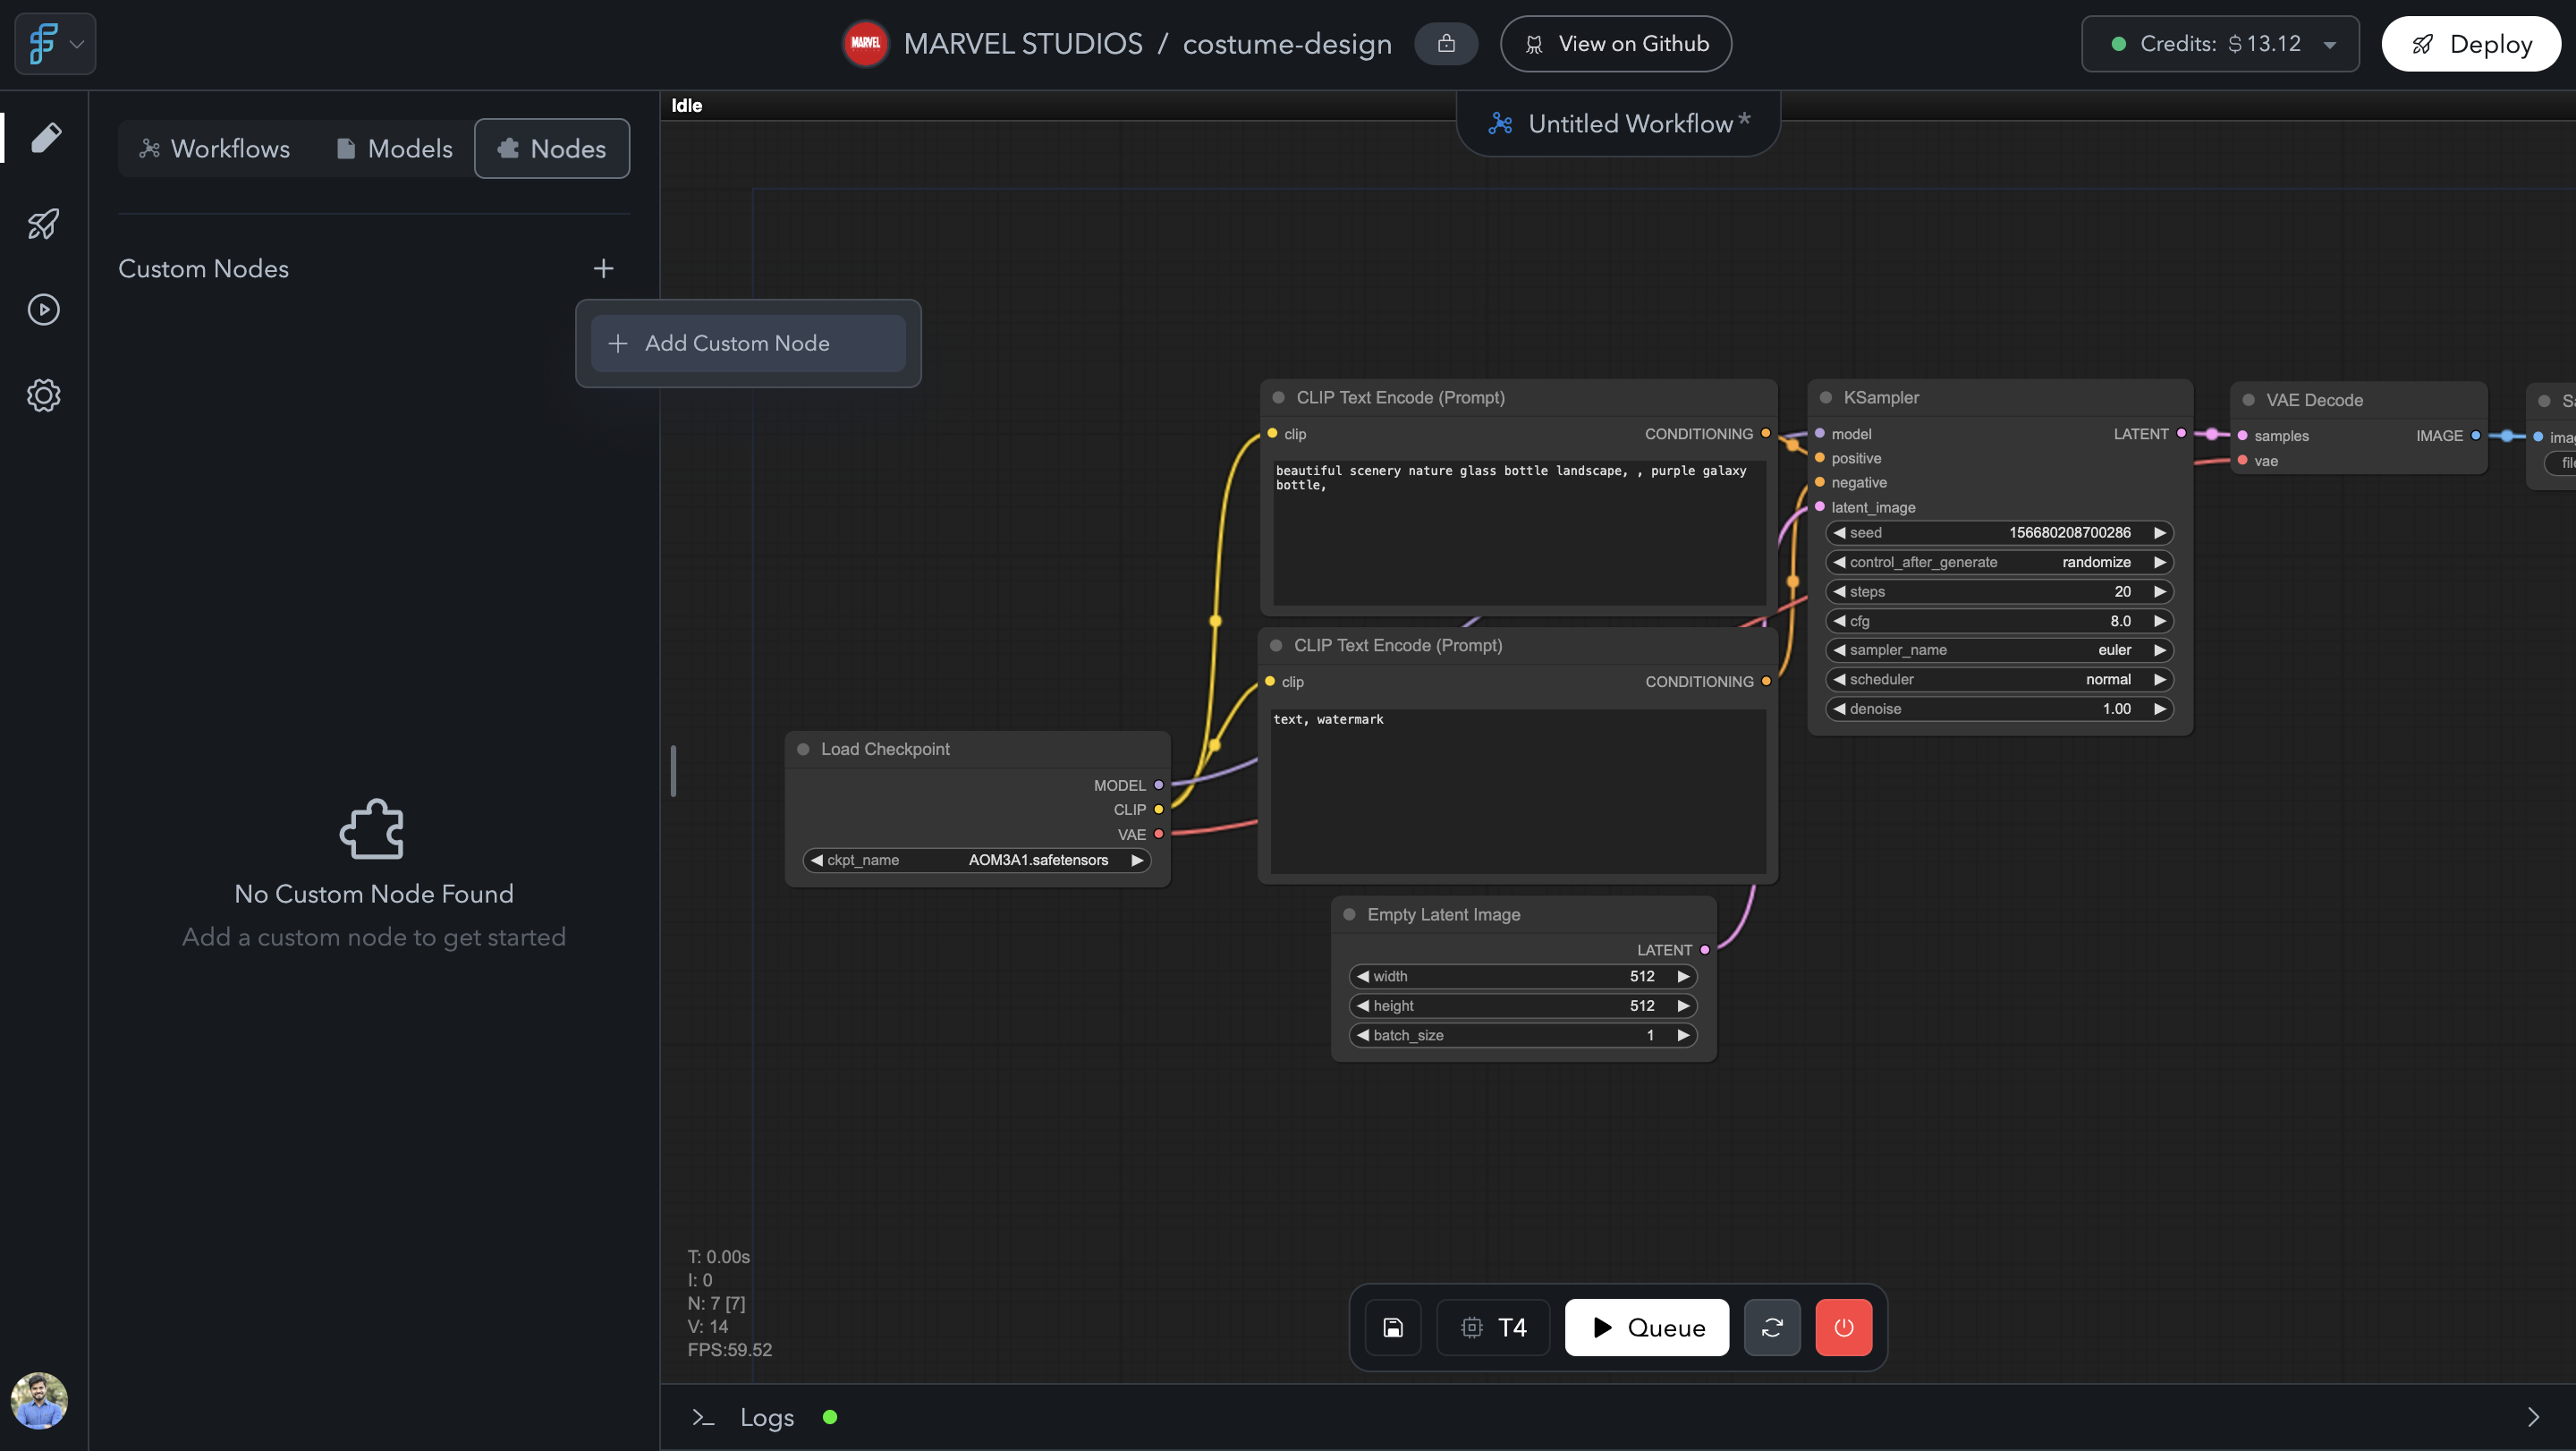 MARVEL
MARVEL STUDIOS / costume-design
View on Github
Credits: $ 13.12
Deploy
Workflows
Models
Nodes
Custom Nodes
+
+ Add Custom Node
No Custom Node Found
Add a custom node to get started
Idle
Untitled Workflow*
CLIP Text Encode (Prompt)
clip
CONDITIONING
beautiful scenery nature glass bottle landscape, , purple galaxy
bottle,
CLIP Text Encode (Prompt)
clip
CONDITIONING
text, watermark
Load Checkpoint
MODEL
CLIP
VAE
ckpt_name AOM3A1.safetensors
Empty Latent Image
LATENT
width 512
height 512
batch_size 1
KSampler
model
LATENT
positive
negative
latent_image
seed 156680208700286
control_after_generate randomize
steps 20
cfg 8.0
sampler_name euler
scheduler normal
denoise 1.00
VAE Decode
samples
IMAGE
vae
T: 0.00s
I: 0
N: 7 [7]
V: 14
FPS:59.52
T4
Queue
Logs